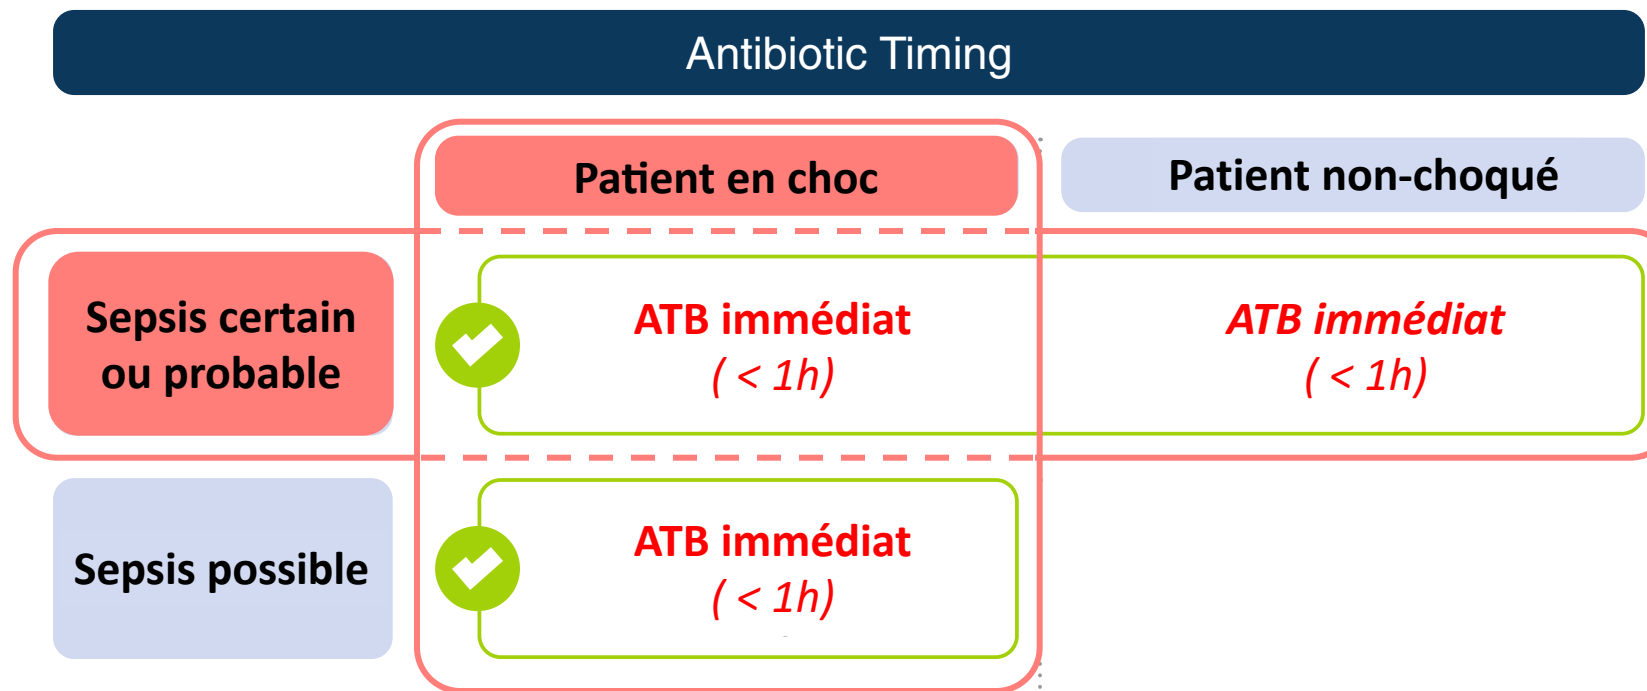 Antibiotic Timing
Patient en choc
Patient non-choqué
Sepsis certain
ou probable
ATB immédiat
( < 1h)
ATB immédiat
( < 1h)
Sepsis possible
ATB immédiat
( < 1h)